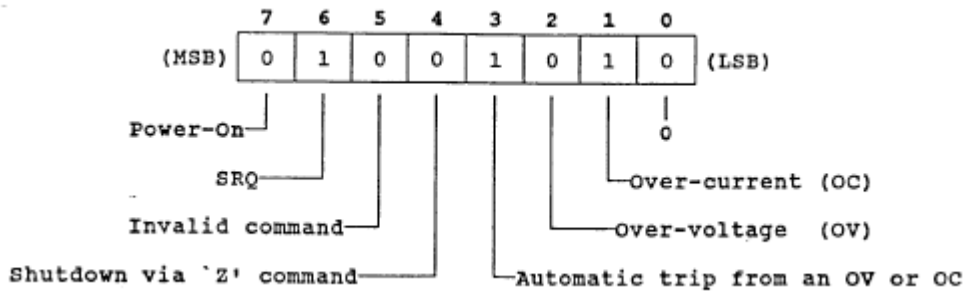 7 6 5 4 3 2 1 0
(MSB) 0 1 0 0 1 0 1 0 (LSB)
Power-On 0
SRQ Over-current (OC)
Invalid command Over-voltage (OV)
Shutdown via `Z' command Automatic trip from an OV or OC